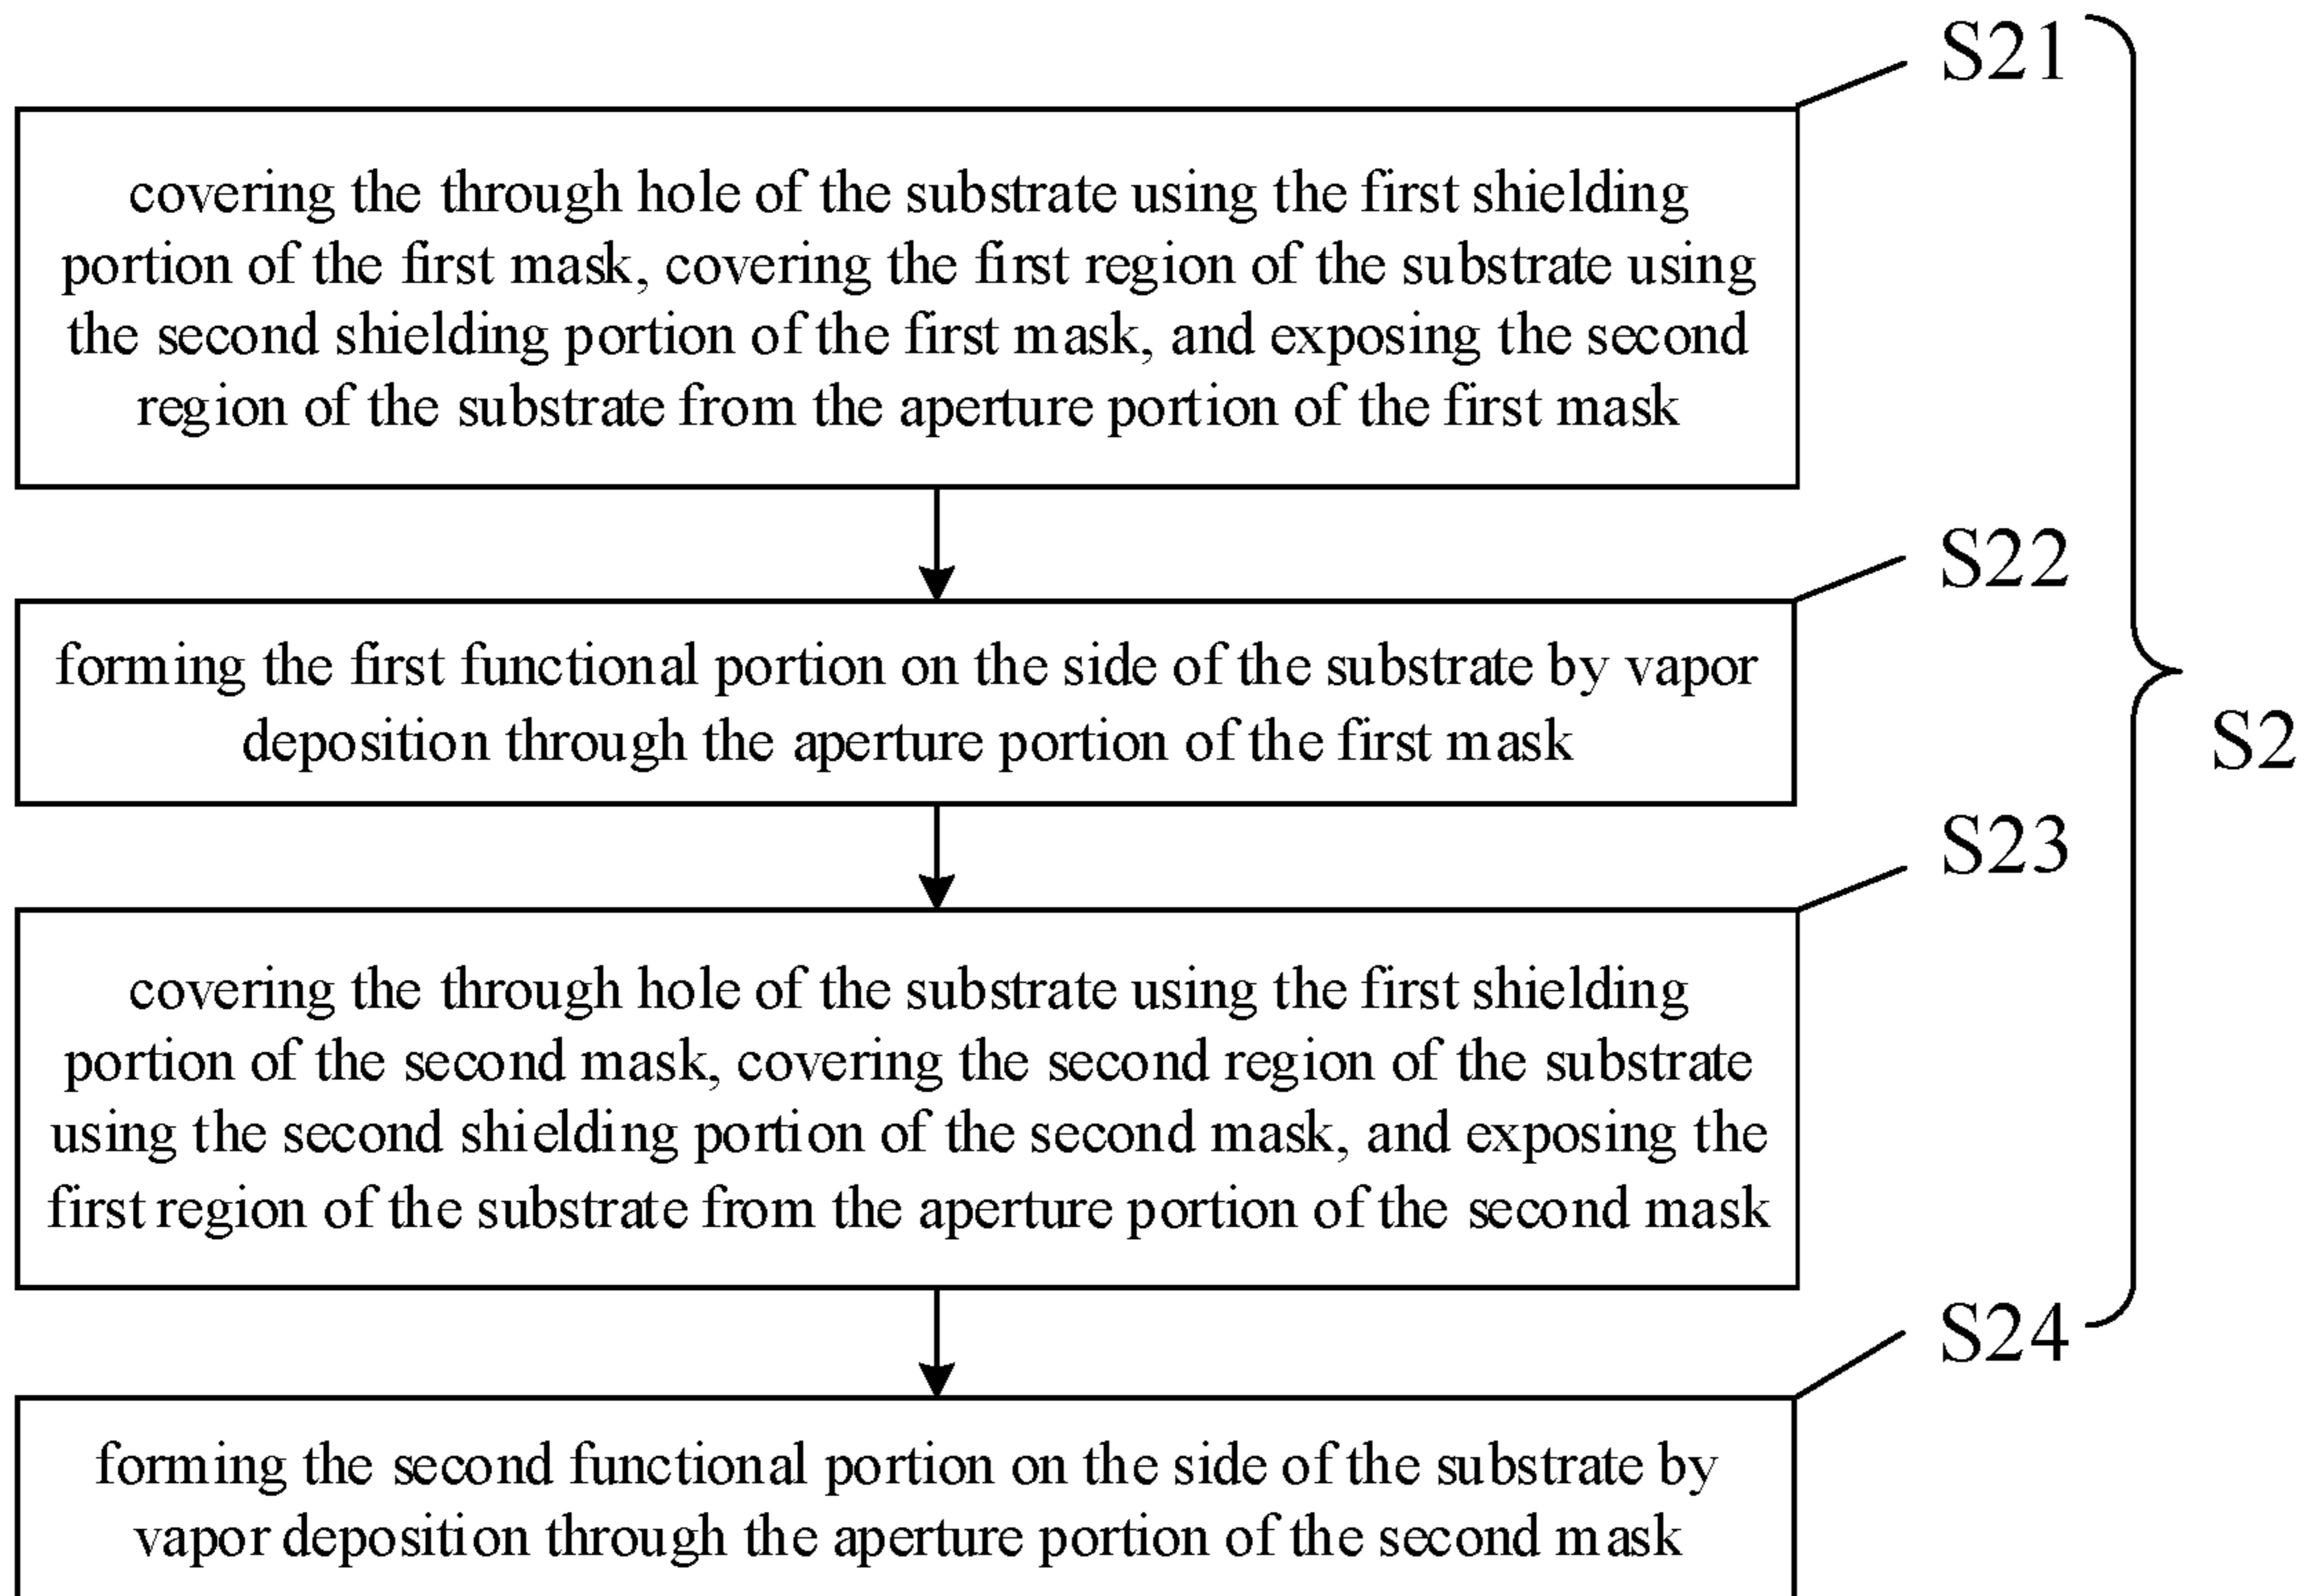 S21
covering the through hole of the substrate using the first shielding
portion of the first mask, covering the first region of the substrate using
the second shielding portion of the first mask, and exposing the second
region of the substrate from the aperture portion of the first mask
S22
forming the first functional portion on the side of the substrate by vapor
deposition through the aperture portion of the first mask
S2
S23
covering the through hole of the substrate using the first shielding
portion of the second mask, covering the second region of the substrate
using the second shielding portion of the second mask, and exposing the
first region of the substrate from the aperture portion of the second mask
S24
forming the second functional portion on the side of the substrate by
vapor deposition through the aperture portion of the second mask